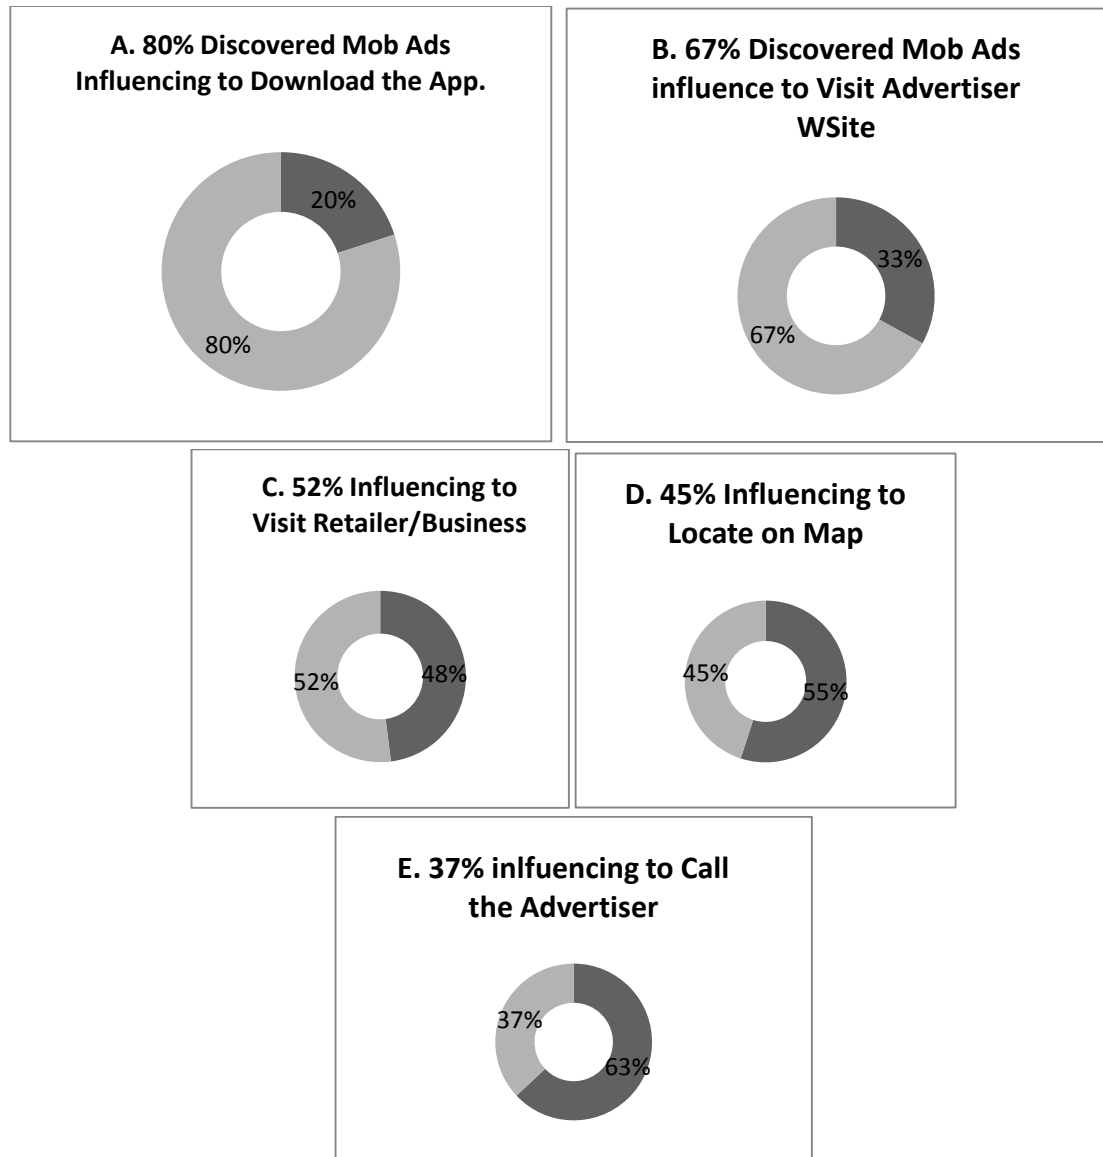 A. 80% Discovered Mob Ads
Influencing to Download the App.
20%
80%
B. 67% Discovered Mob Ads
influence to Visit Advertiser
WSite
33%
67%
C. 52% Influencing to
Visit Retailer/Business
52%
48%
D. 45% Influencing to
Locate on Map
45%
55%
E. 37% inlfuencing to Call
the Advertiser
37%
63%